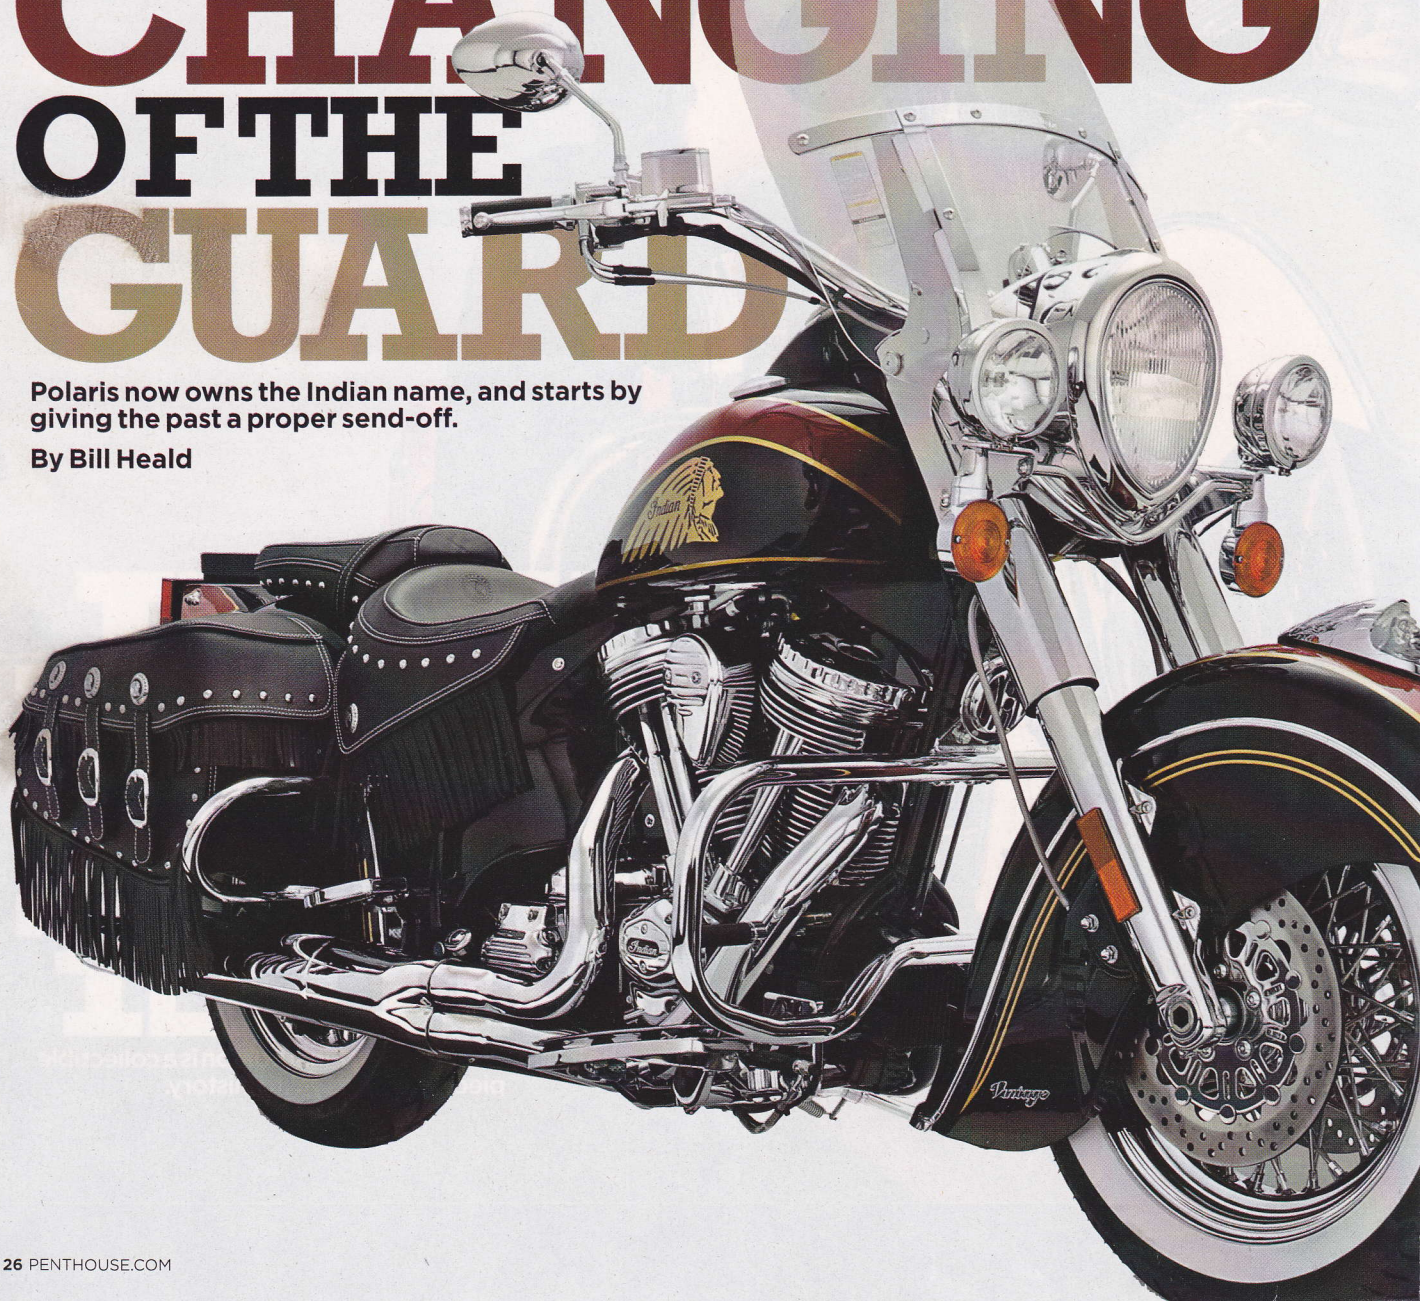 CHANGING
OF THE
GUARD
Polaris now owns the Indian name, and starts by
giving the past a proper send-off.
By Bill Heald
Indian
Indian
Vintage
26 PENTHOUSE.COM